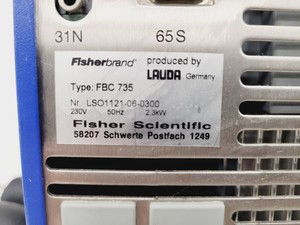 31N 65S
Fisherbrand™ produced by
LAUDA Germany
Type: FBC 735
Nr. LSO1121-06-0300
230V 50Hz 2.3kW
Fisher Scientific
58207 Schwerte Postfach 1249